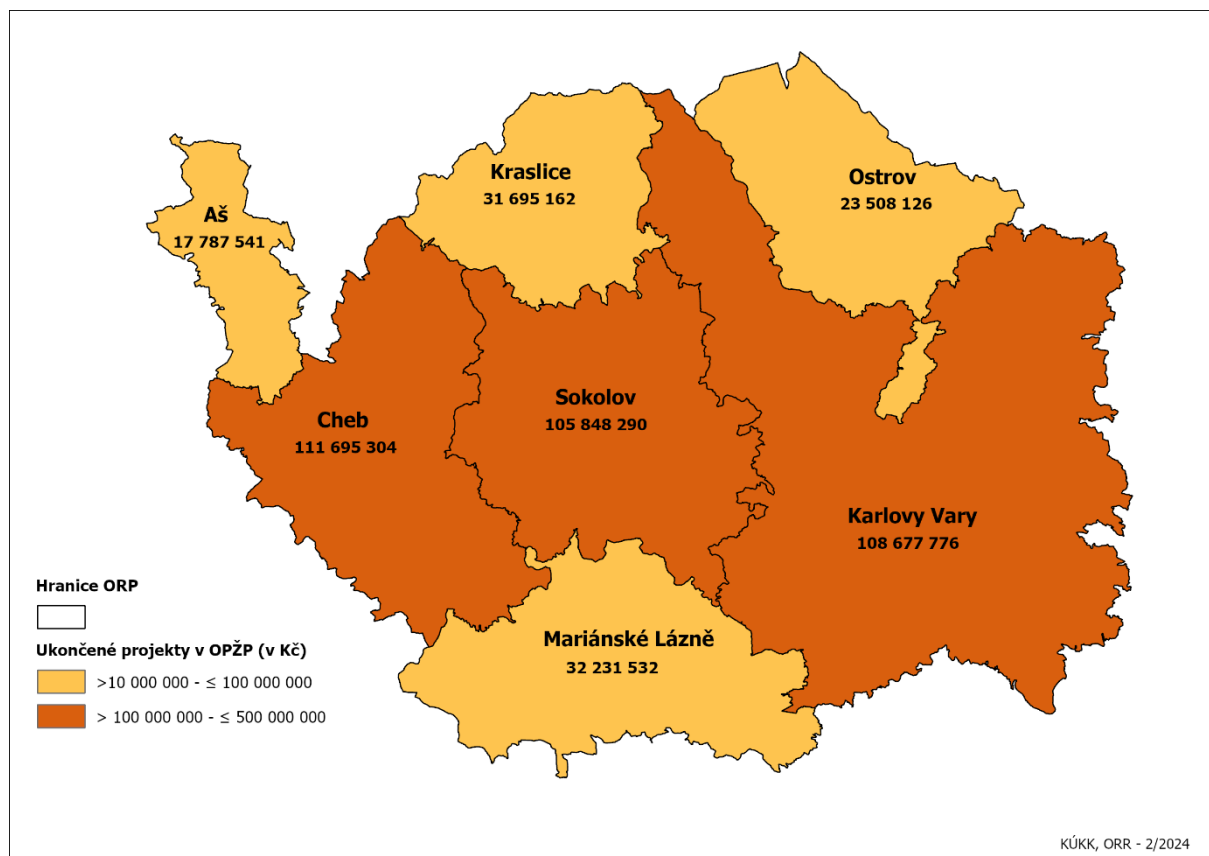 Kraslice
31 695 162
Ostrov
23 508 126
Aš
17 787 541
Sokolov
105 848 290
Cheb
111 695 304
Karlovy Vary
108 677 776
Mariánské Lázně
32 231 532
Hranice ORP
Ukončené projekty v OPŽP (v Kč)
>10 000 000 - ≤ 100 000 000
> 100 000 000 - ≤ 500 000 000
KÚKK, ORR - 2/2024